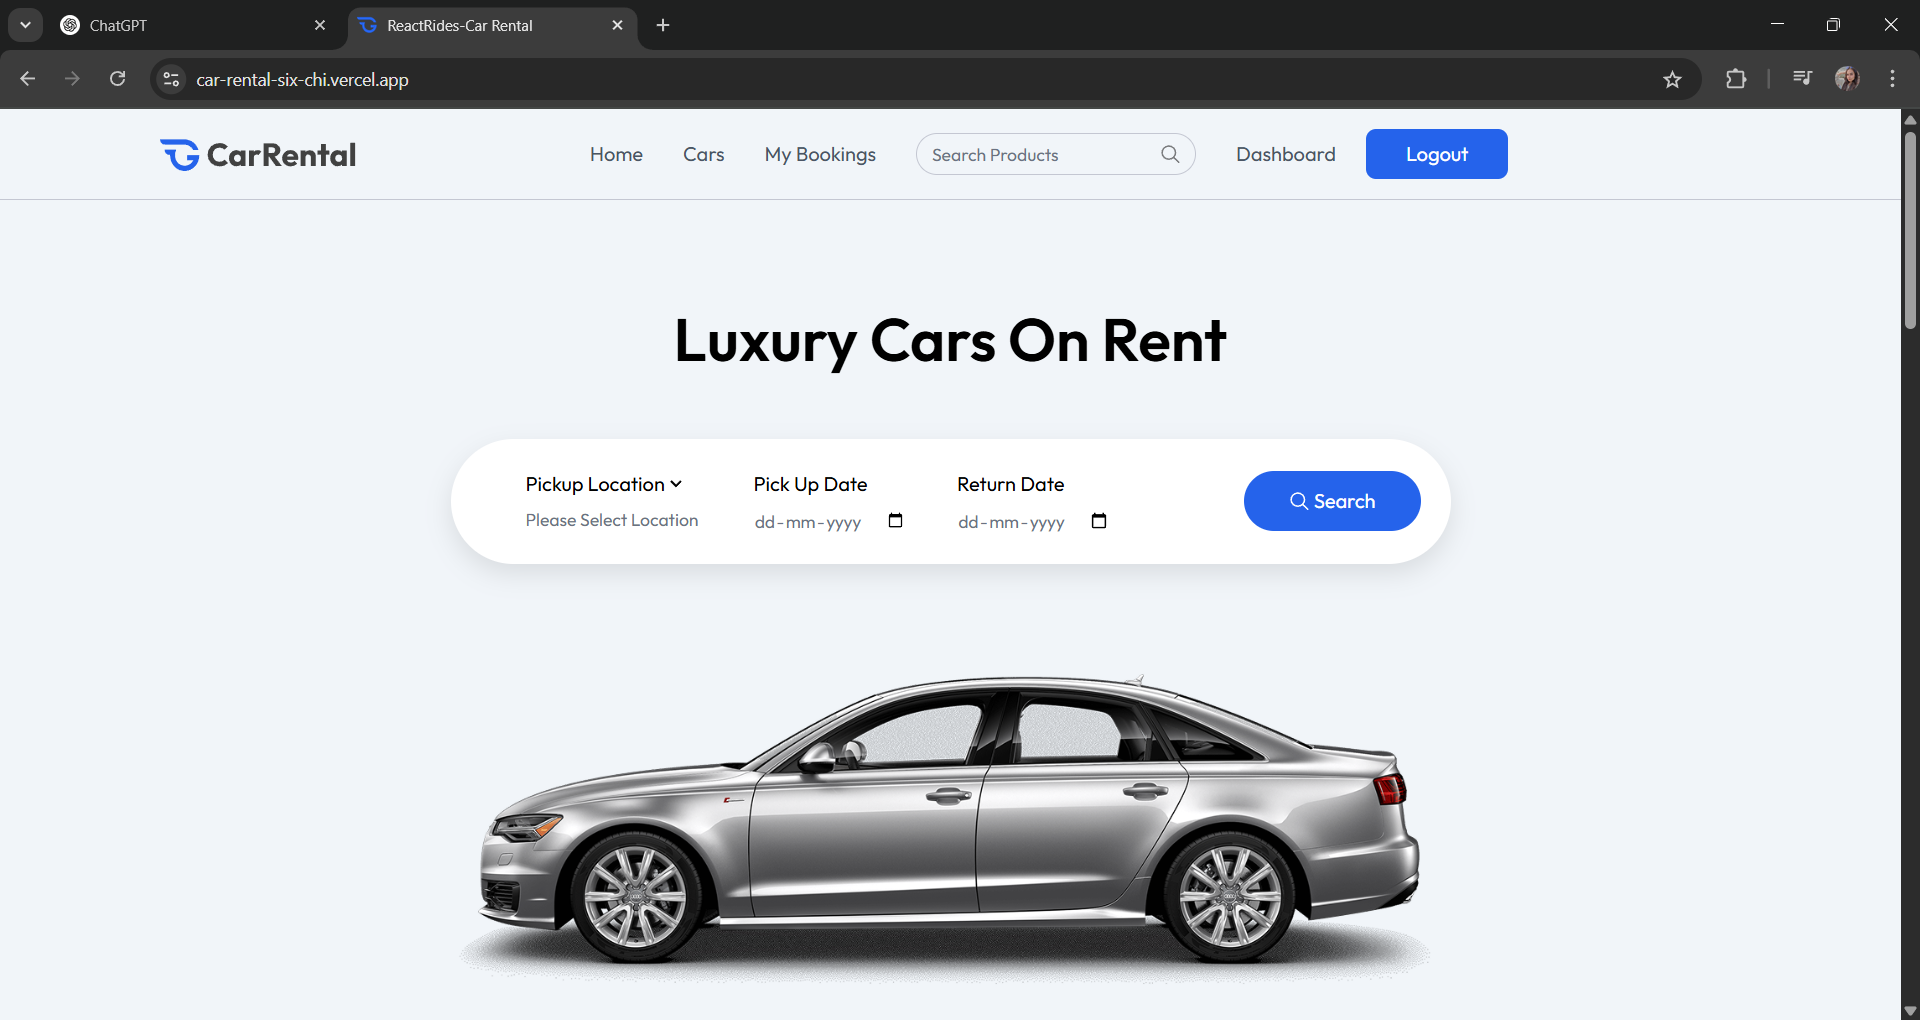 ChatGPT
ReactRides-Car Rental
car-rental-six-chi.vercel.app
CarRental
Home
Cars
My Bookings
Search Products
Dashboard
Logout
Luxury Cars On Rent
Pickup Location
Pick Up Date
Return Date
Please Select Location
dd-mm-yyyy
dd-mm-yyyy
Search